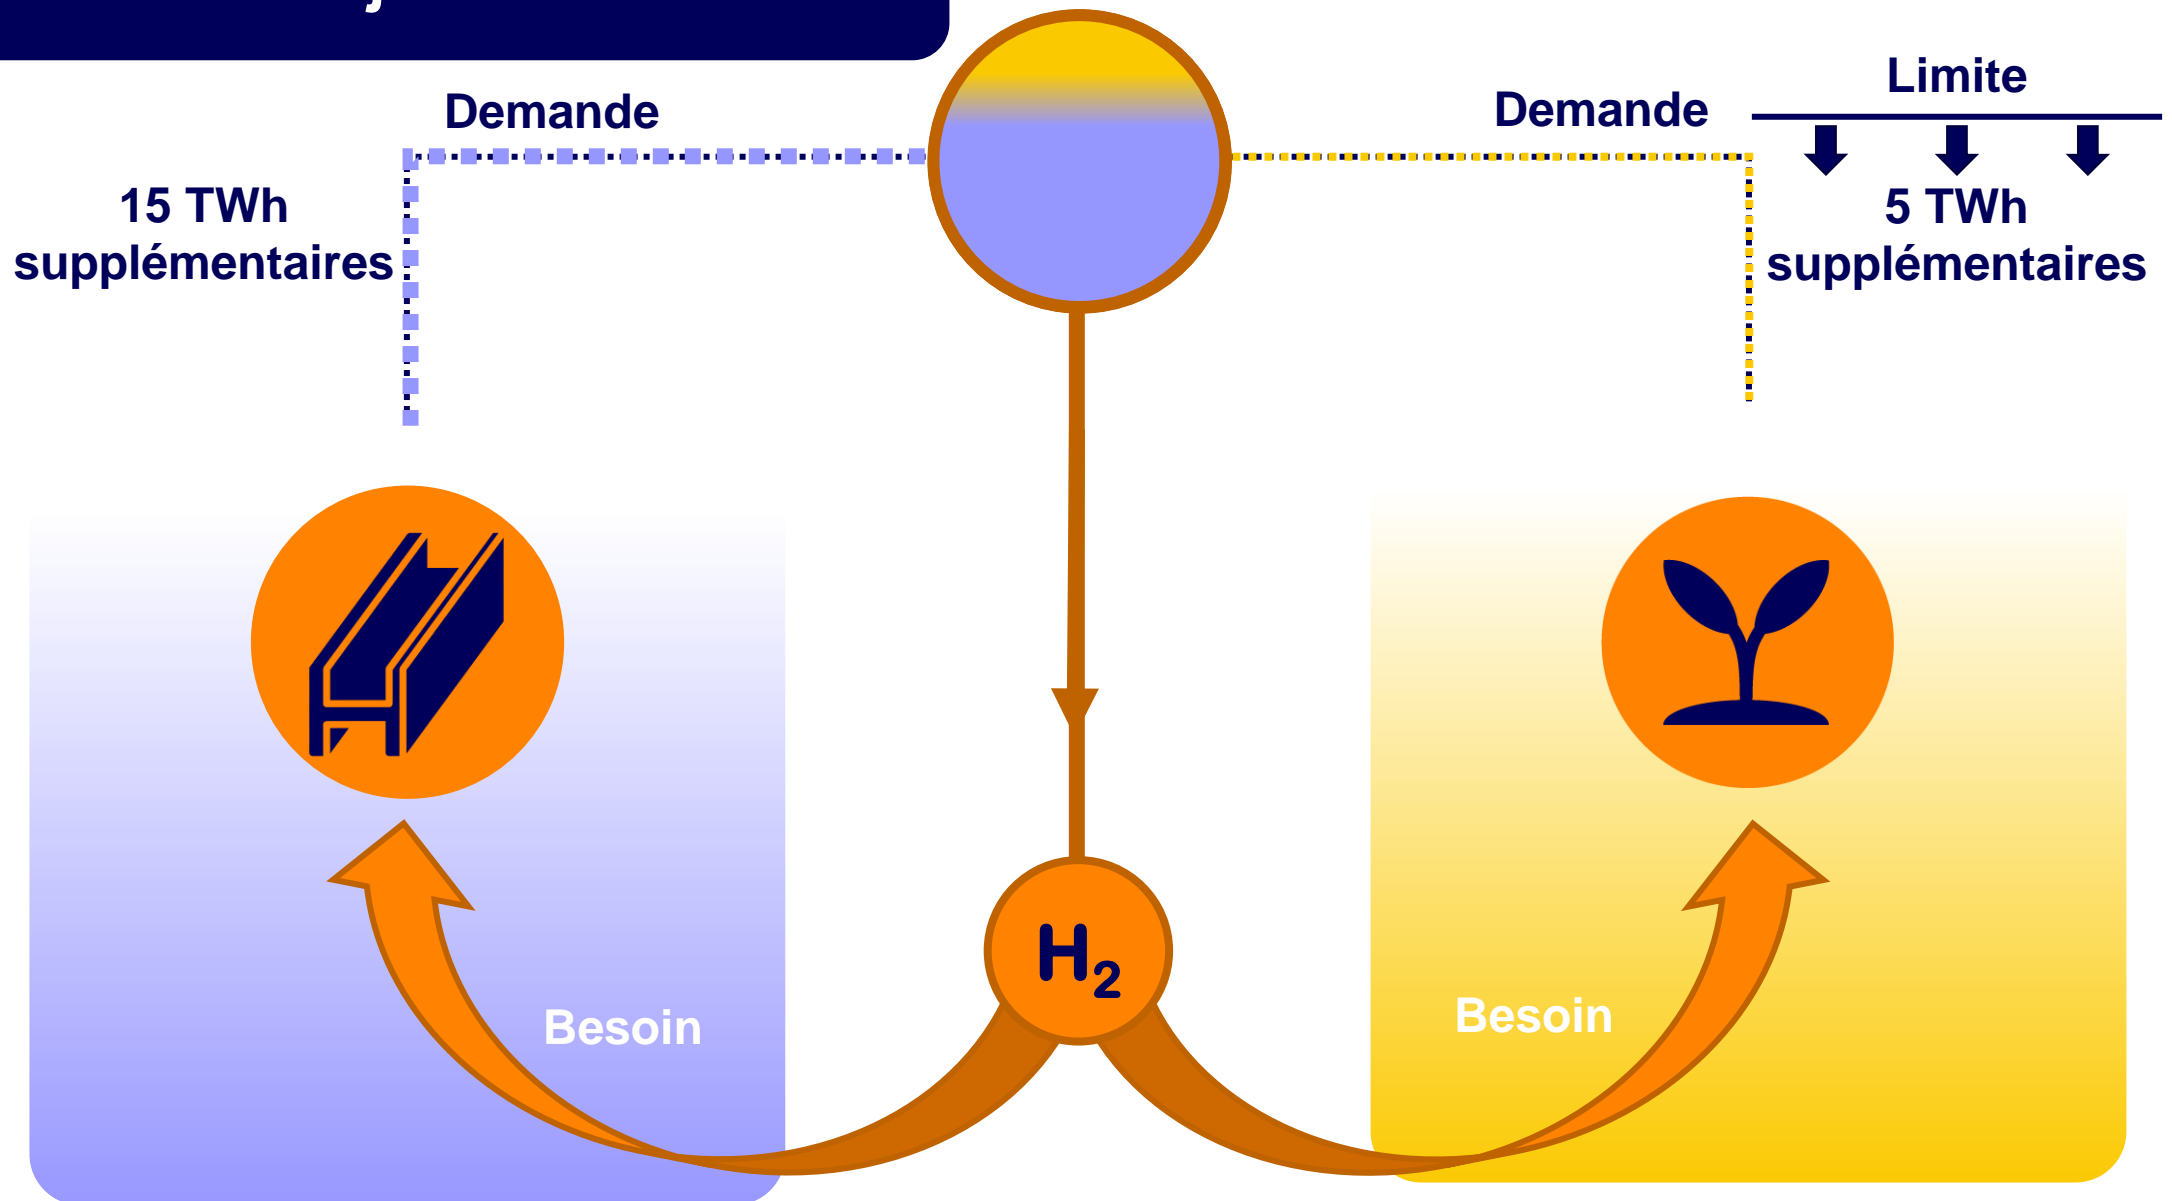 Demande
15 TWh
supplémentaires
Demande
Limite
5 TWh
supplémentaires
H₂
Besoin
Besoin